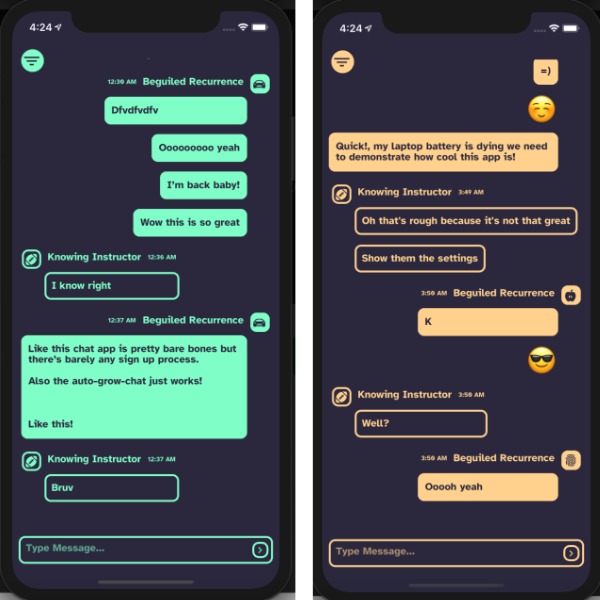 4:24
12:36 AM Beguiled Recurrence
Dfvdfvdfv
Ooooooooo yeah
I'm back baby!
Wow this is so great
Knowing Instructor 12:36 AM
I know right
12:37 AM Beguiled Recurrence
Like this chat app is pretty bare bones but
there's barely any sign up process.
Also the auto-grow-chat just works!
Like this!
Knowing Instructor 12:37 AM
Bruv
Type Message...
4:24
=)
Quick!, my laptop battery is dying we need
to demonstrate how cool this app is!
Knowing Instructor 3:49 AM
Oh that's rough because it's not that great
Show them the settings
3:50 AM Beguiled Recurrence
K
Knowing Instructor 3:50 AM
Well?
3:50 AM Beguiled Recurrence
Ooooh yeah
Type Message...